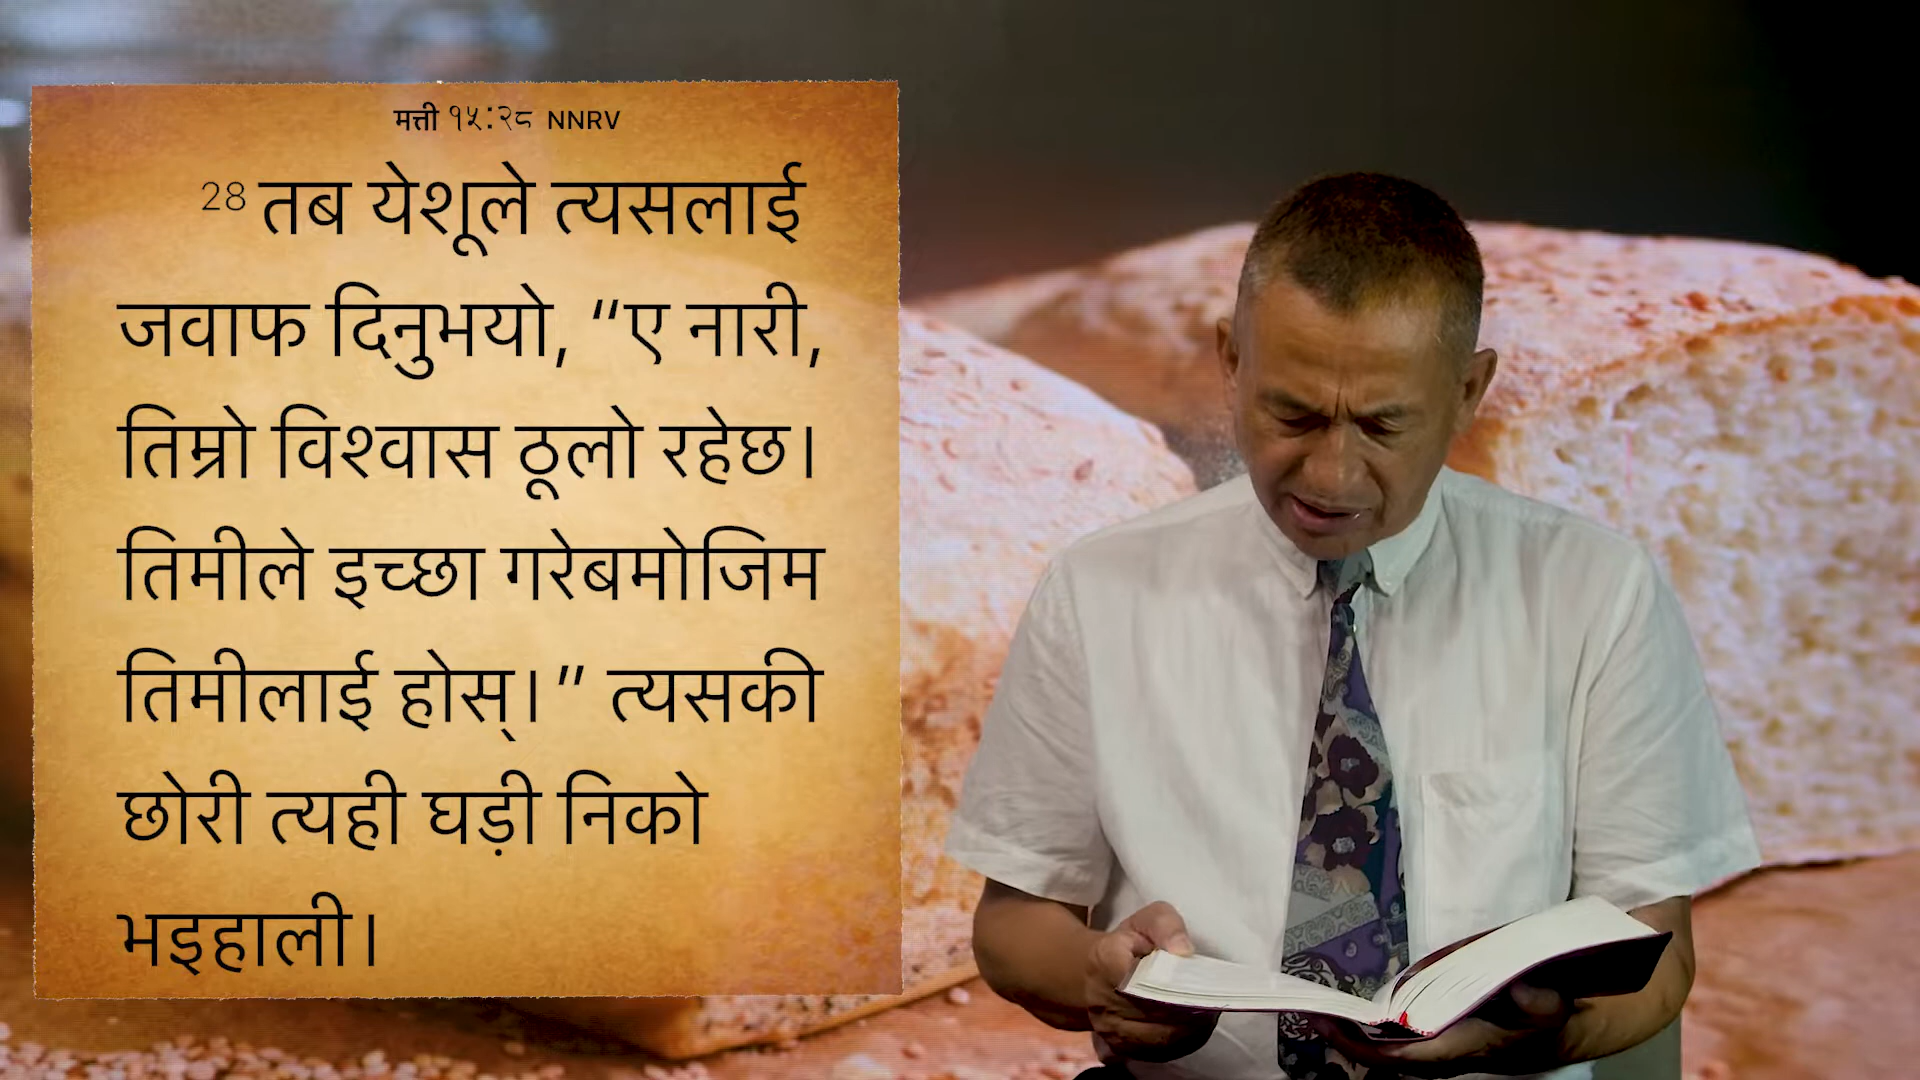 मत्ती १५:२८ NNRV
28 तब येशूले त्यसलाई
जवाफ दिनुभयो, “ए नारी,
तिम्रो विश्वास ठूलो रहेछ।
तिमीले इच्छा गरेबमोजिम
तिमीलाई होस्।” त्यसकी
छोरी त्यही घड़ी निको
भइहाली।